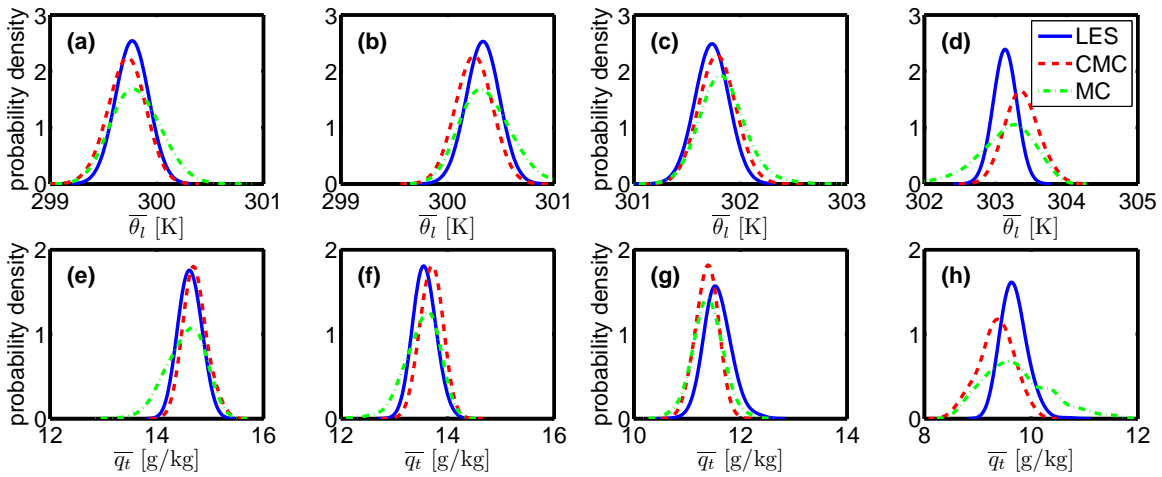 probability density
3
2
1
0
(a)
299
300
301
$\overline{\theta_l}$ [K]
3
2
1
0
(b)
299
300
301
$\overline{\theta_l}$ [K]
3
2
1
0
(c)
301
302
303
$\overline{\theta_l}$ [K]
probability density
3
2
1
0
(d)
LES
CMC
MC
302
303
304
305
$\overline{\theta_l}$ [K]
probability density
2
1
0
(e)
12
14
16
$\overline{q_t}$ [g/kg]
2
1
0
(f)
12
14
16
$\overline{q_t}$ [g/kg]
probability density
2
1
0
(g)
10
12
14
$\overline{q_t}$ [g/kg]
2
1
0
(h)
8
10
12
$\overline{q_t}$ [g/kg]